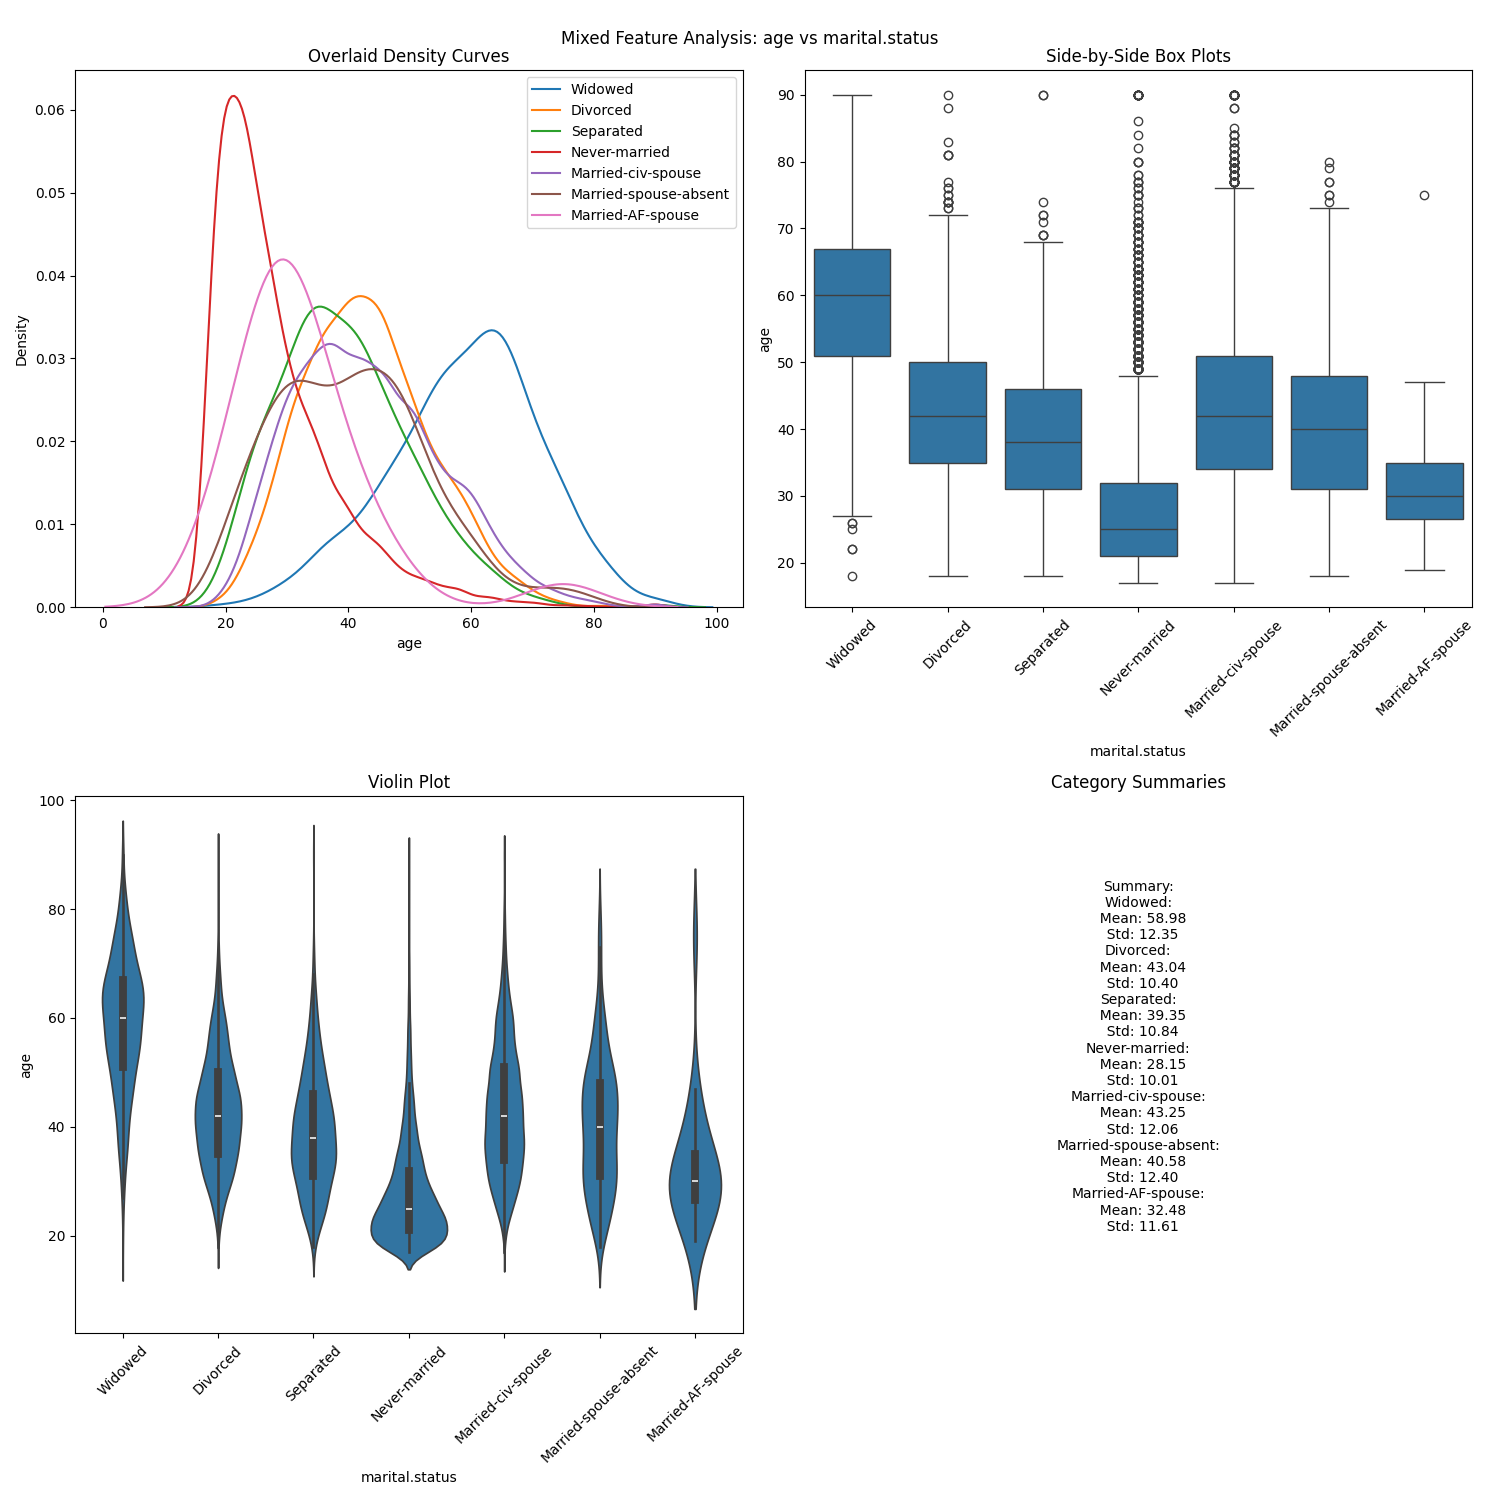 Mixed Feature Analysis: age vs marital.status
Overlaid Density Curves
0.06
0.05
0.04
0.03
0.02
0.01
0.00
Density
0
20
40
60
80
100
age
Widowed
Divorced
Separated
Never-married
Married-civ-spouse
Married-spouse-absent
Married-AF-spouse
Side-by-Side Box Plots
90
80
70
60
50
40
30
20
age
Widowed
Divorced
Separated
Never-married
Married-civ-spouse
Married-spouse-absent
Married-AF-spouse
marital.status
Violin Plot
100
80
60
40
20
age
Widowed
Divorced
Separated
Never-married
Married-civ-spouse
Married-spouse-absent
Married-AF-spouse
marital.status
Category Summaries
Summary:
Widowed:
Mean: 58.98
Std: 12.35
Divorced:
Mean: 43.04
Std: 10.40
Separated:
Mean: 39.35
Std: 10.84
Never-married:
Mean: 28.15
Std: 10.01
Married-civ-spouse:
Mean: 43.25
Std: 12.06
Married-spouse-absent:
Mean: 40.58
Std: 12.40
Married-AF-spouse:
Mean: 32.48
Std: 11.61